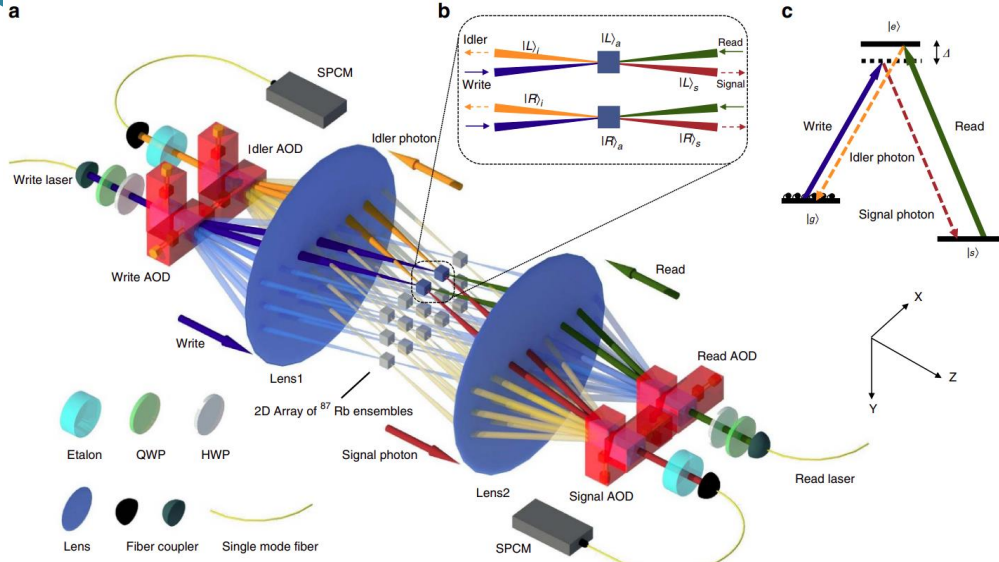 a
b
c
SPCM
Idler AOD
Idler photon
Write laser
Write AOD
Write
Lens1
2D Array of ⁸⁷ Rb ensembles
Signal photon
Lens2
Signal AOD
Read
Read AOD
Read laser
SPCM
Etalon
QWP
HWP
Lens
Fiber coupler
Single mode fiber
Idler
|L⟩ᵢ
|L⟩ₐ
Read
Write
|L⟩ₛ
Signal
|R⟩ᵢ
|R⟩ₐ
|R⟩ₛ
|e⟩
Δ
Write
Read
Idler photon
Signal photon
|g⟩
|s⟩
X
Z
Y